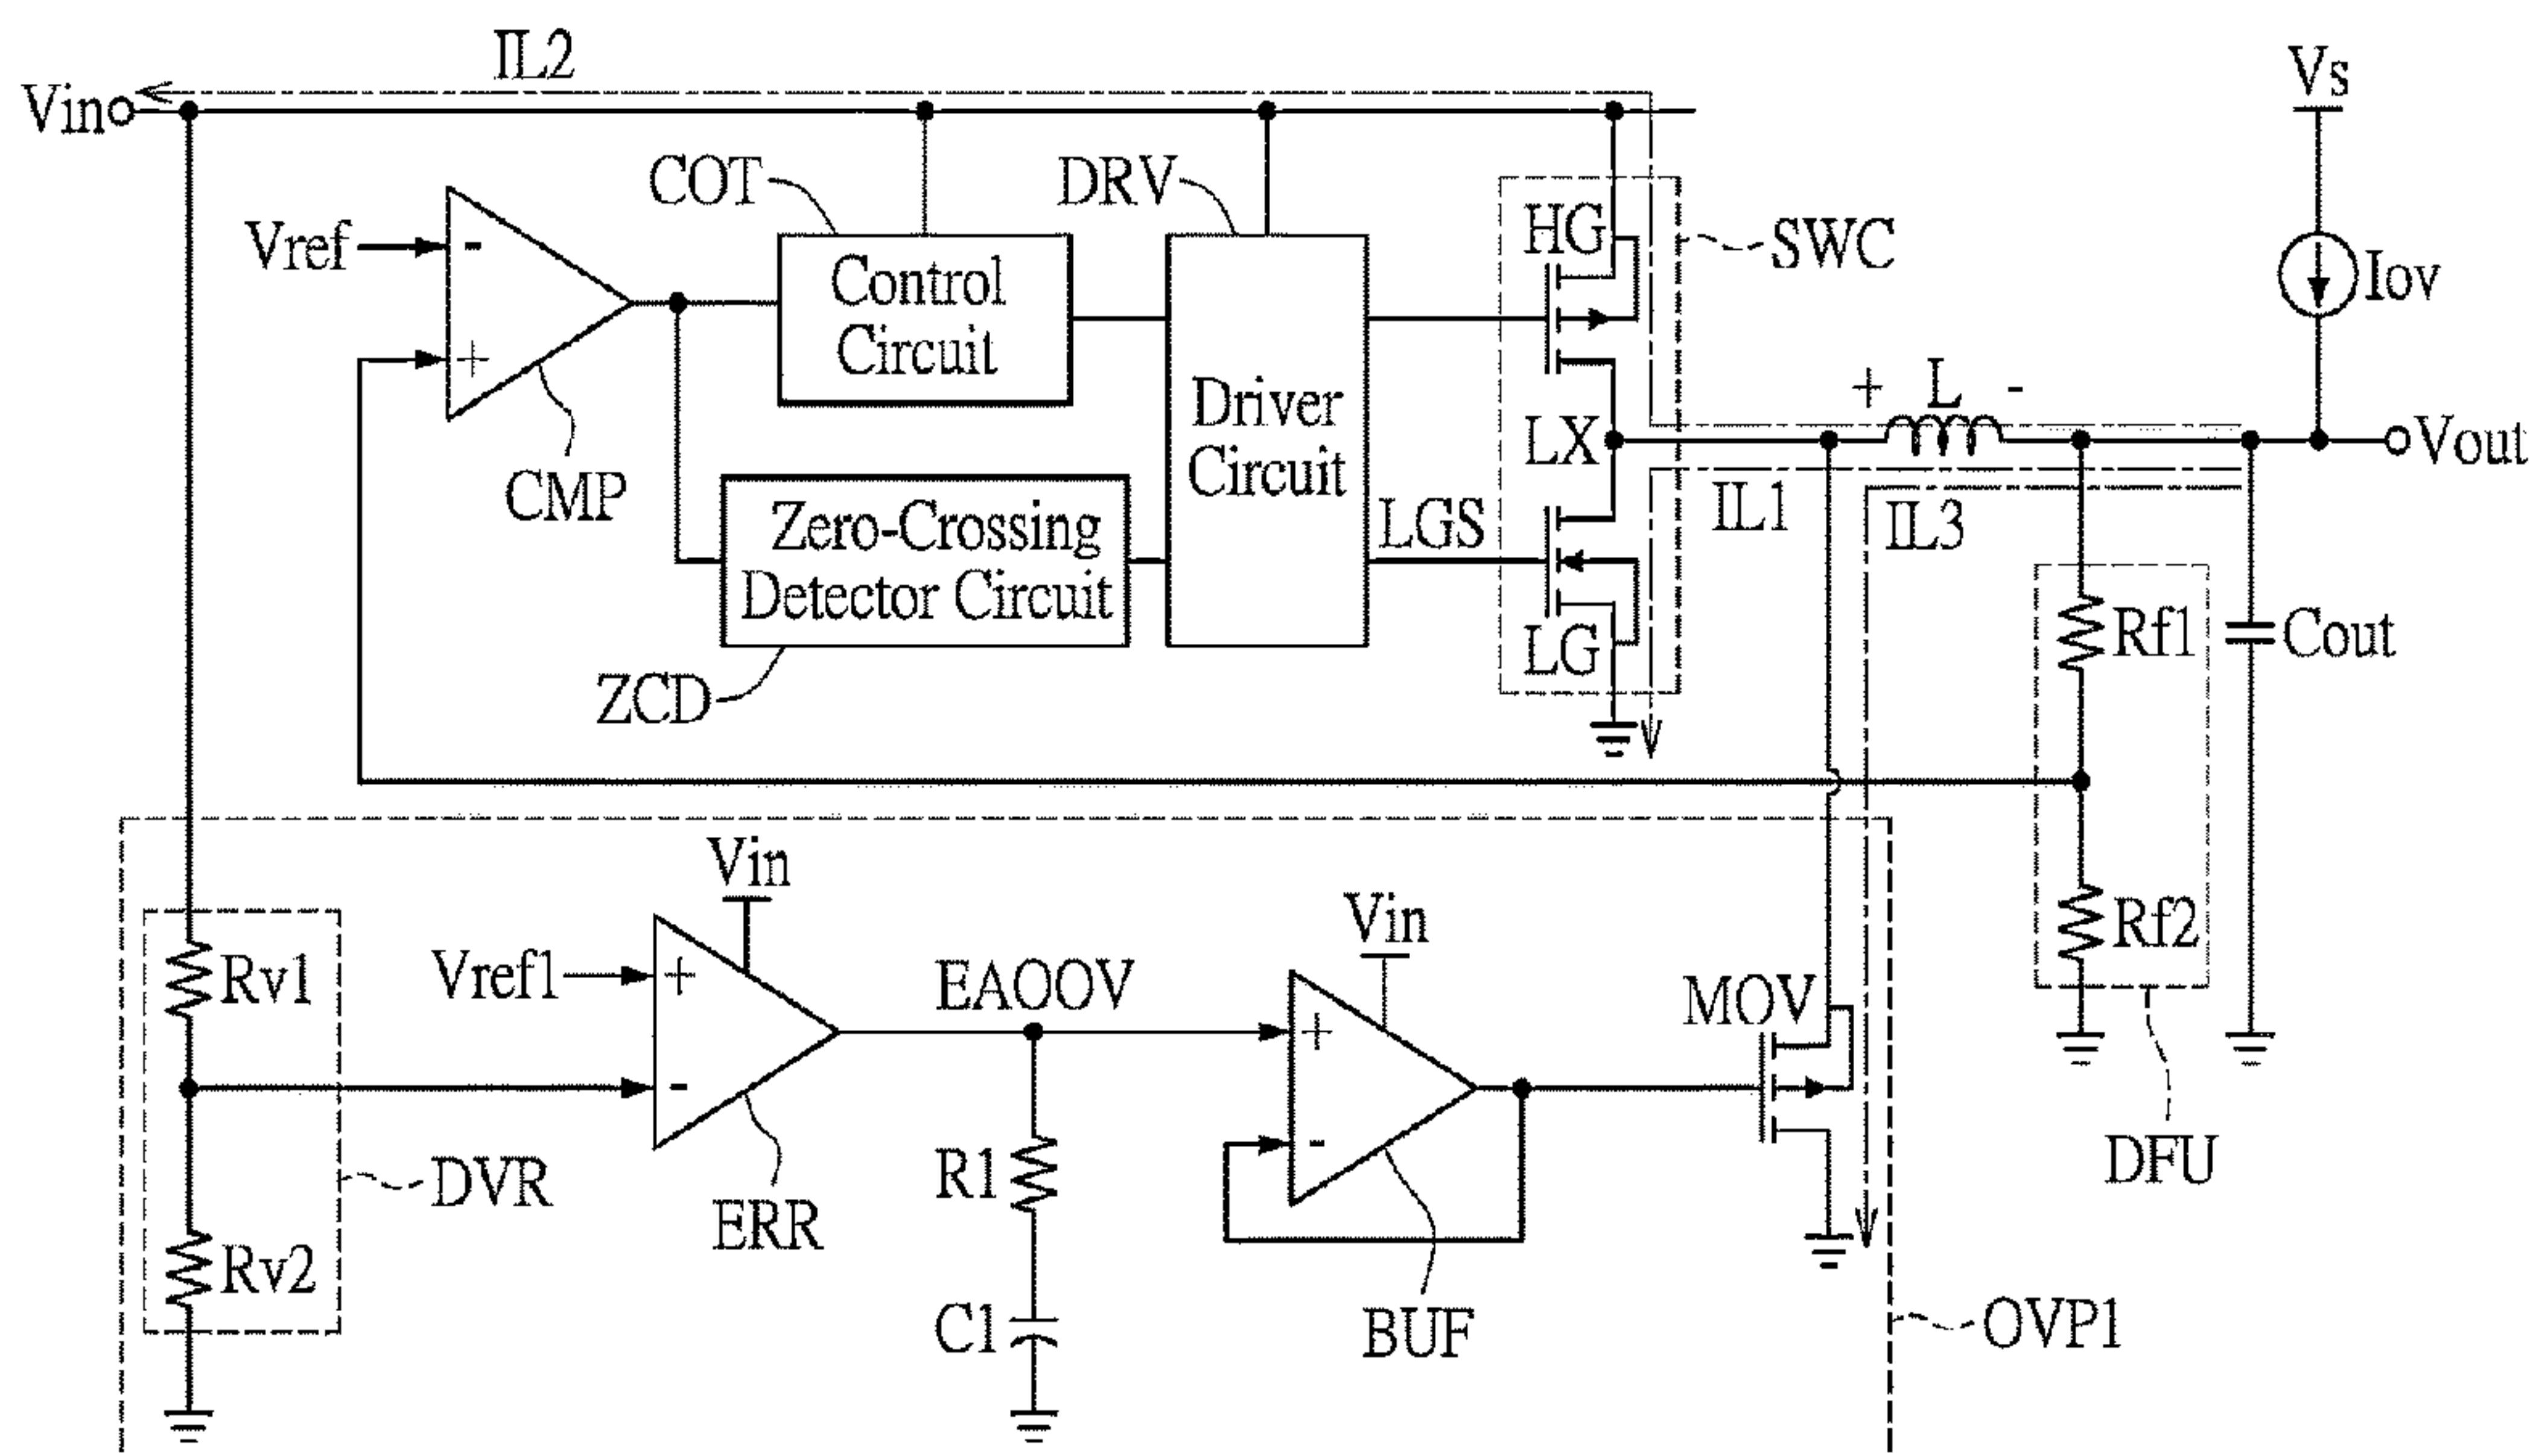 IL2
Vs
Vin
COT
DRV
Vref
-
+
HG
SWC
Control
Circuit
Iov
Driver
Circuit
LX
+
L
-
Vout
CMP
Zero-Crossing
Detector Circuit
LGS
IL1
IL3
LG
Rf1
Cout
ZCD
Vin
Vin
Rf2
Rv1
Vref1
+
-
EAOOV
+
-
MOV
DFU
DVR
ERR
R1
Rv2
C1
BUF
OVP1